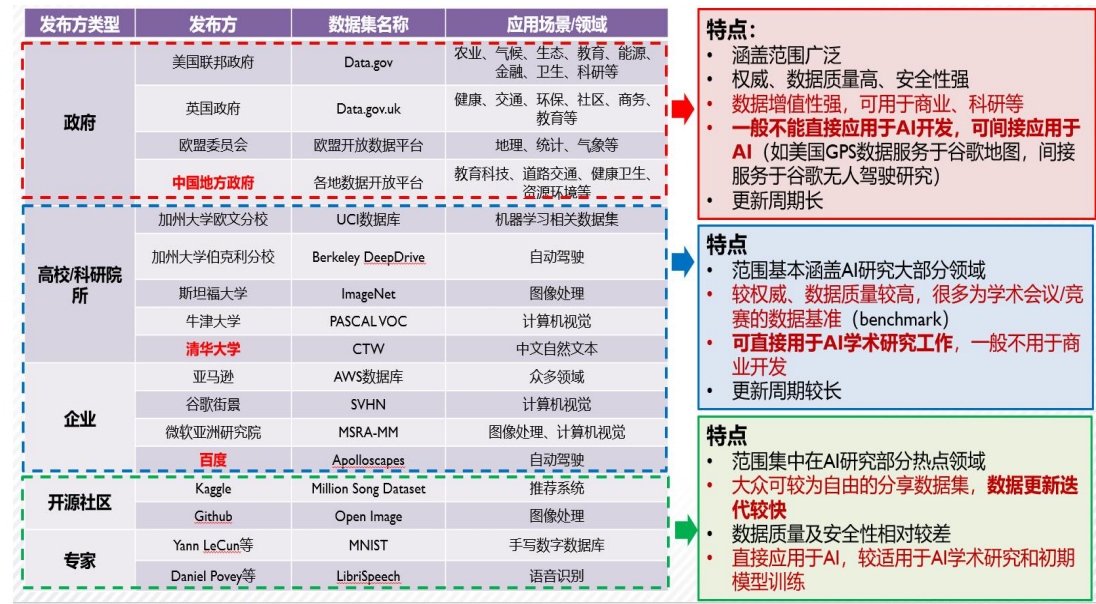 发布方类型 发布方 数据集名称 应用场景/领域
政府
美国联邦政府 Data.gov 农业、气候、生态、教育、能源、
金融、卫生、科研等
英国政府 Data.gov.uk 健康、交通、环保、社区、商务、
教育等
欧盟委员会 欧盟开放数据平台 地理、统计、气象等
中国地方政府 各地数据开放平台 教育科技、道路交通、健康卫生、
资源环境等
高校/科研院
所
加州大学欧文分校 UCI数据库 机器学习相关数据集
加州大学伯克利分校 Berkeley DeepDrive 自动驾驶
斯坦福大学 ImageNet 图像处理
牛津大学 PASCAL VOC 计算机视觉
清华大学 CTW 中文自然文本
企业
亚马逊 AWS数据库 众多领域
谷歌街景 SVHN 计算机视觉
微软亚洲研究院 MSRA-MM 图像处理、计算机视觉
百度 Apolloscapes 自动驾驶
开源社区
Kaggle Million Song Dataset 推荐系统
Github Open Image 图像处理
专家
Yann LeCun等 MNIST 手写数字数据库
Daniel Povey等 LibriSpeech 语音识别
特点：
• 涵盖范围广泛
• 权威、数据质量高、安全性强
• 数据增值性强，可用于商业、科研等
• 一般不能直接应用于AI开发，可间接应用于
AI（如美国GPS数据服务于谷歌地图，间接
服务于谷歌无人驾驶研究）
• 更新周期长
特点
• 范围基本涵盖AI研究大部分领域
• 较权威、数据质量较高，很多为学术会议/竞
赛的数据基准（benchmark）
• 可直接用于AI学术研究工作，一般不用于商
业开发
• 更新周期较长
特点
• 范围集中在AI研究部分热点领域
• 大众可较为自由的分享数据集，数据更新迭
代较快
• 数据质量及安全性相对较差
• 直接应用于AI，较适用于AI学术研究和初期
模型训练